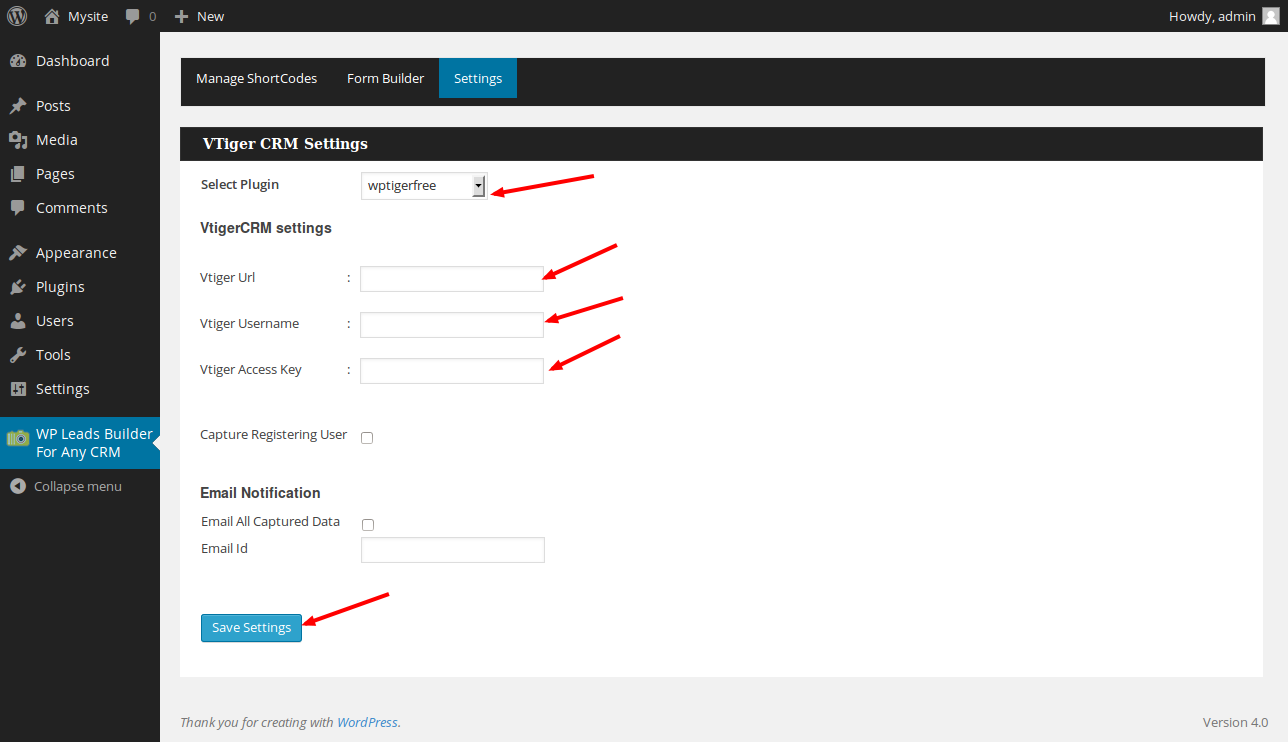 Mysite 0 New Howdy, admin
Dashboard
Posts
Media
Pages
Comments
Appearance
Plugins
Users
Tools
Settings
WP Leads Builder
For Any CRM
Collapse menu
Manage ShortCodes Form Builder Settings
VTiger CRM Settings
Select Plugin wptigerfree
VtigerCRM settings
Vtiger Url :
Vtiger Username :
Vtiger Access Key :
Capture Registering User
Email Notification
Email All Captured Data
Email Id
Save Settings
Thank you for creating with WordPress. Version 4.0